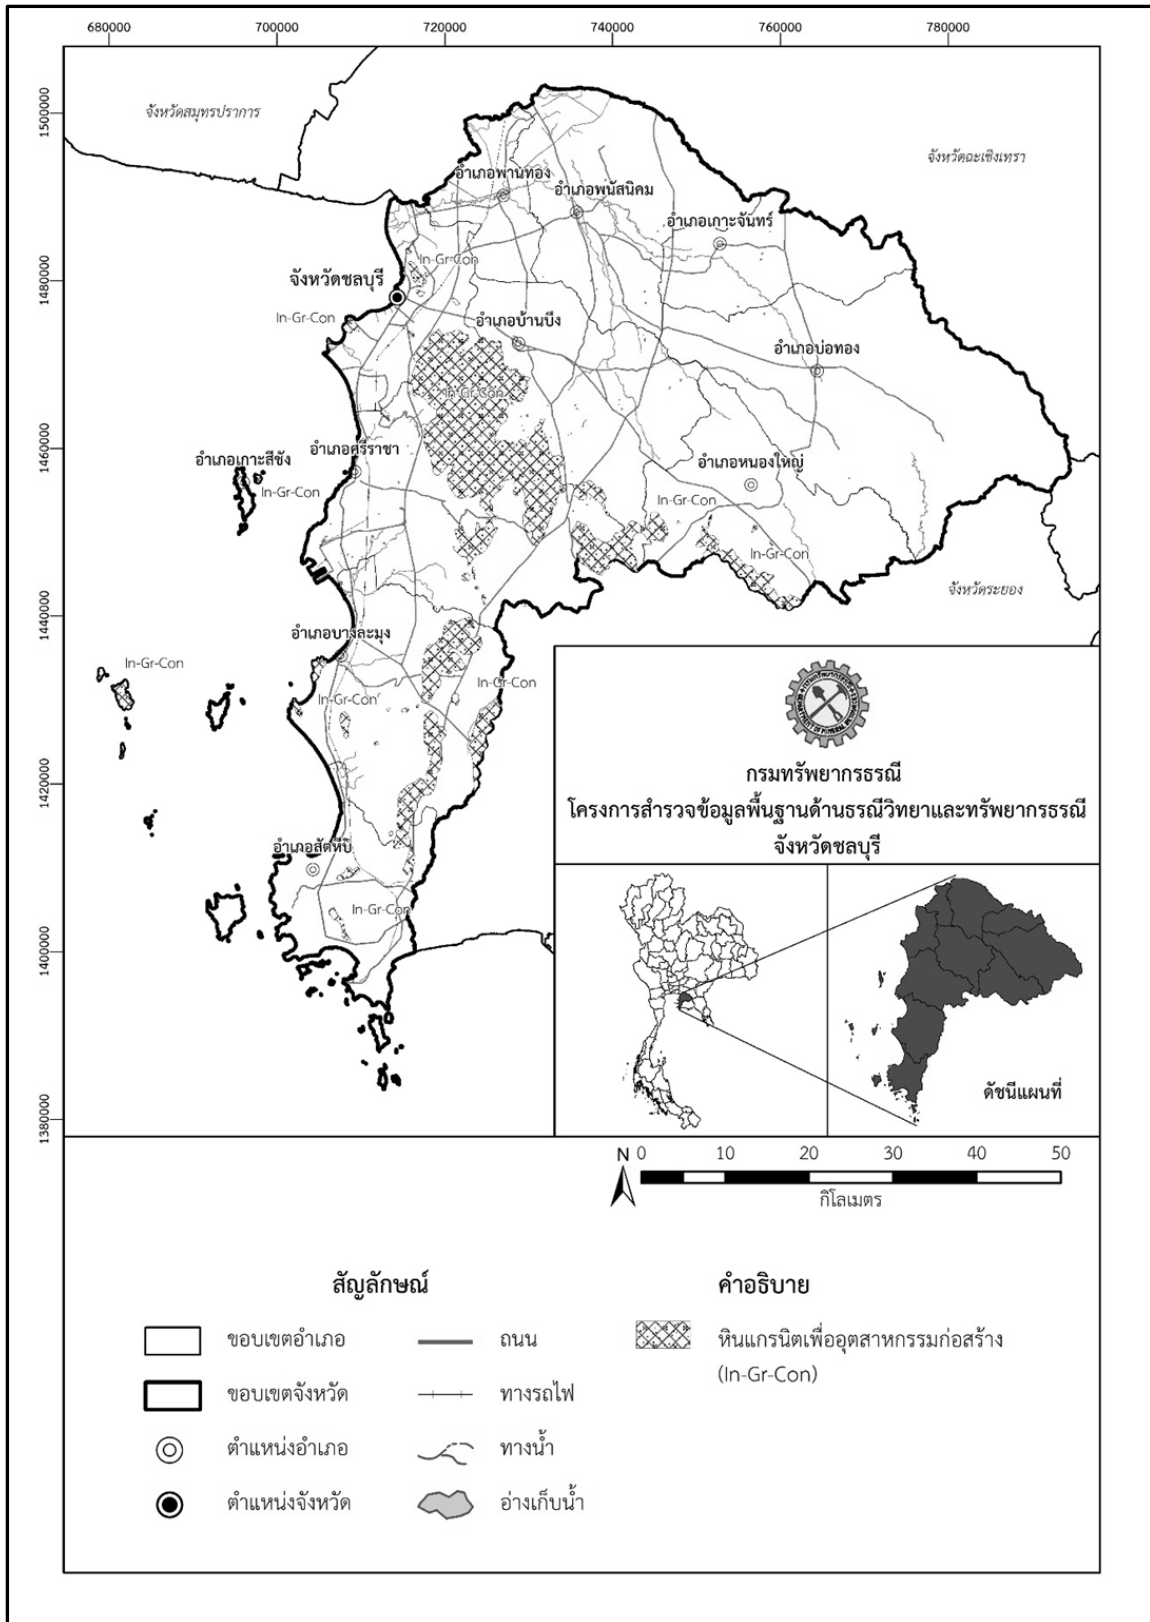 680000 700000 720000 740000 760000 780000
1500000
1480000
1460000
1440000
1420000
1400000
1380000
จังหวัดสมุทรปราการ
จังหวัดฉะเชิงเทรา
อำเภอพานทอง
อำเภอพนัสนิคม
อำเภอเกาะจันทร์
In-Gr-Con
จังหวัดชลบุรี
In-Gr-Con
อำเภอบ้านบึง
อำเภอบ่อทอง
In-Gr-Con
อำเภอศรีราชา
อำเภอเกาะสีชัง
อำเภอหนองใหญ่
In-Gr-Con
In-Gr-Con
In-Gr-Con
จังหวัดระยอง
อำเภอบางละมุง
In-Gr-Con
In-Gr-Con
In-Gr-Con
อำเภอสัตหีบ
In-Gr-Con
กรมทรัพยากรธรณี
โครงการสำรวจข้อมูลพื้นฐานด้านธรณีวิทยาและทรัพยากรธรณี
จังหวัดชลบุรี
ดัชนีแผนที่
N 0 10 20 30 40 50
กิโลเมตร
สัญลักษณ์
ขอบเขตอำเภอ
ถนน
ขอบเขตจังหวัด
ทางรถไฟ
ตำแหน่งอำเภอ
ทางน้ำ
ตำแหน่งจังหวัด
อ่างเก็บน้ำ
คำอธิบาย
หินแกรนิตเพื่ออุตสาหกรรมก่อสร้าง
(In-Gr-Con)